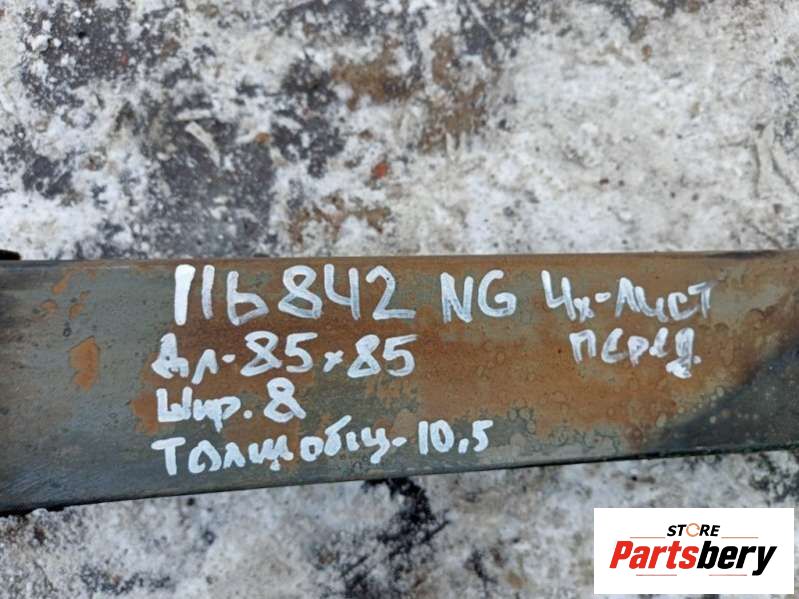 116842 NG 4х-лист
перед.
Дл-85х85
Шир. 8
Толщ общ-10,5
STORE
Partsbery